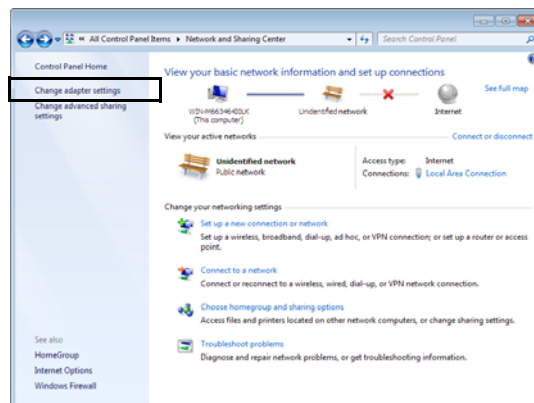 « All Control Panel Items ▸ Network and Sharing Center
Search Control Panel
Control Panel Home
Change adapter settings
Change advanced sharing
settings
View your basic network information and set up connections
See full map
(This computer)
Unidentified network
Internet
View your active networks
Connect or disconnect
Unidentified network
Public network
Access type: Internet
Connections: Local Area Connection
Change your networking settings
Set up a new connection or network
Set up a wireless, broadband, dial-up, ad hoc, or VPN connection; or set up a router or access
point.
Connect to a network
Connect or reconnect to a wireless, wired, dial-up, or VPN network connection.
Choose homegroup and sharing options
Access files and printers located on other network computers, or change sharing settings.
Troubleshoot problems
Diagnose and repair network problems, or get troubleshooting information.
See also
HomeGroup
Internet Options
Windows Firewall